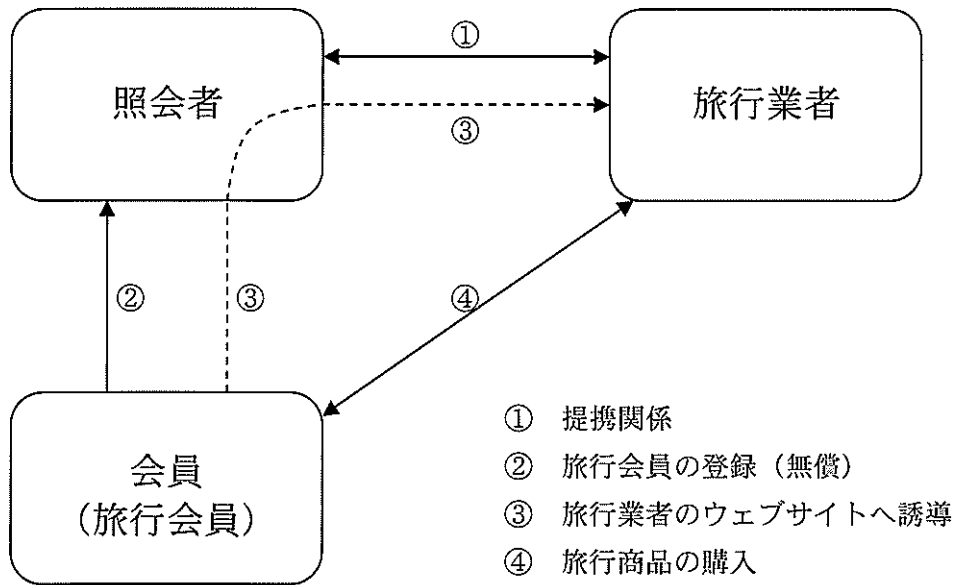 ①
照会者
旅行業者
③
②
③
④
会員
(旅行会員)
① 提携関係
② 旅行会員の登録（無償）
③ 旅行業者のウェブサイトへ誘導
④ 旅行商品の購入